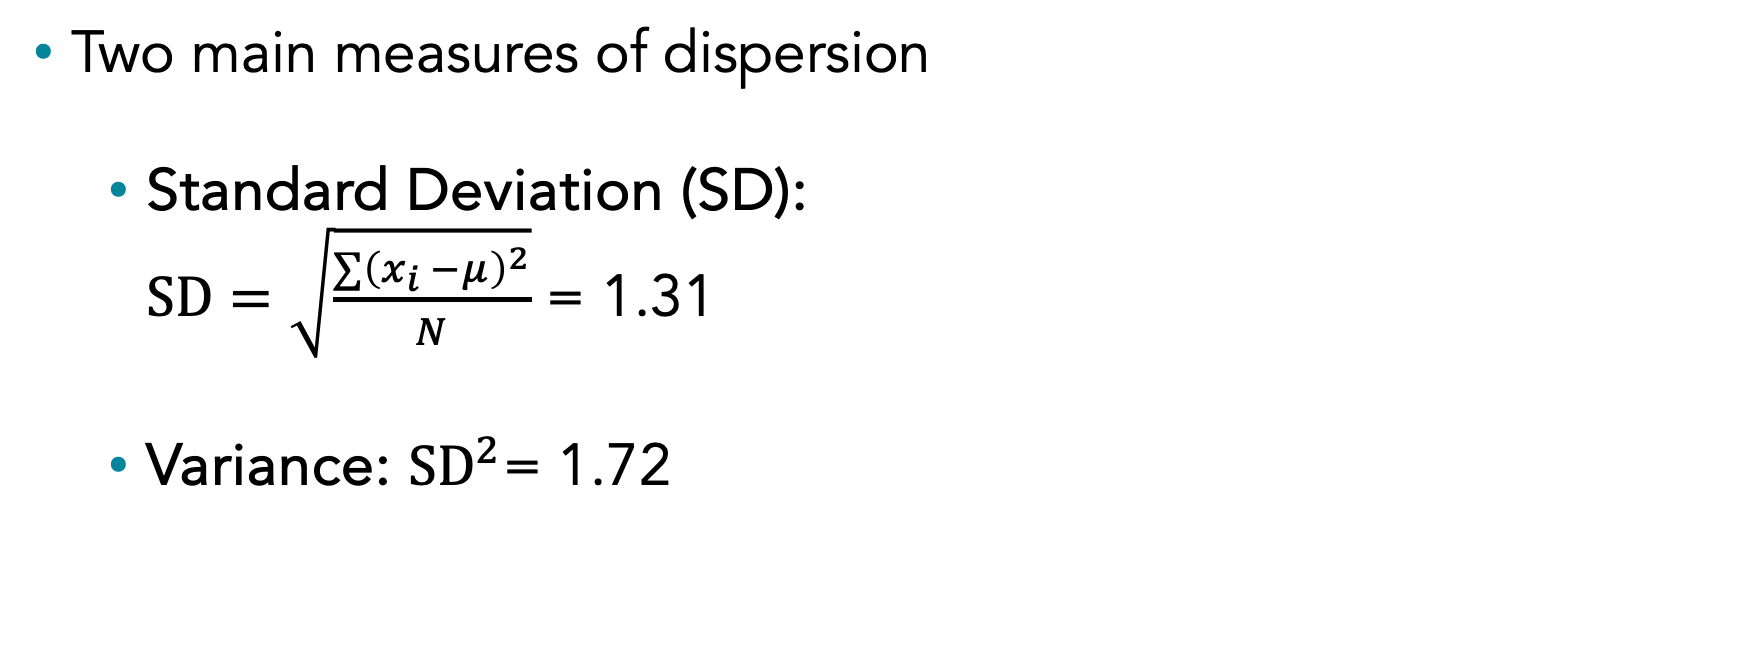 • Two main measures of dispersion
• Standard Deviation (SD):
SD = √(∑(xᵢ −μ)²/N) = 1.31
• Variance: SD²= 1.72